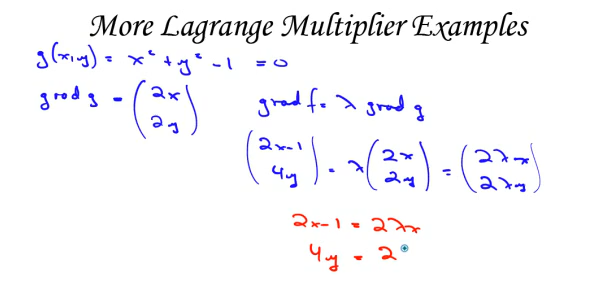 More Lagrange Multiplier Examples
g(x,y) = x² + y² - 1 = 0
grad g = (2x
2y)
grad f = λ grad g
(2x-1
4y) = λ (2x
2y) = (2λx
2λy)
2x-1 = 2λx
4y = 2